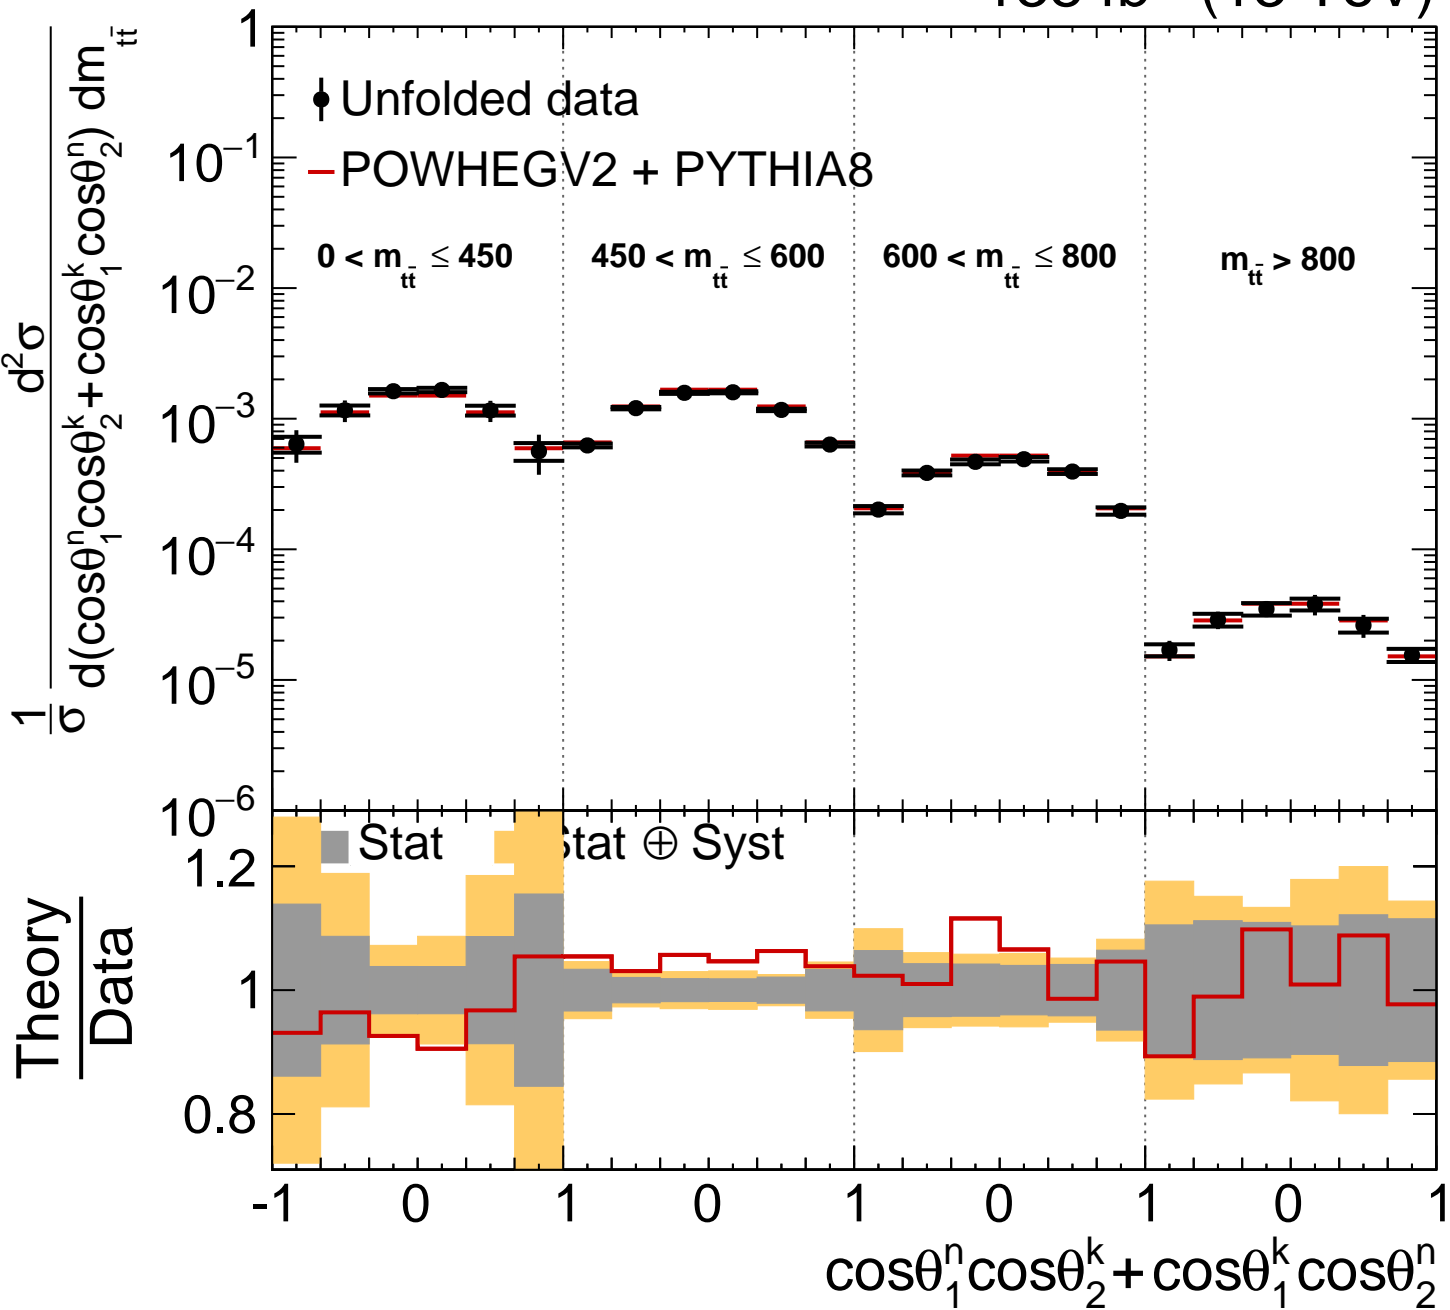 1
Unfolded data
10⁻¹
POWHEGV2 + PYTHIA8
0 < m_tt̄ ≤ 450
450 < m_tt̄ ≤ 600
600 < m_tt̄ ≤ 800
m_tt̄ > 800
10⁻²
10⁻³
10⁻⁴
10⁻⁵
10⁻⁶
1/σ d²σ / d(cosθ₁ⁿcosθ₂ᵏ+cosθ₁ᵏcosθ₂ⁿ) dm_tt̄
Stat
Stat ⊕ Syst
1.2
1
0.8
Theory
Data
-1 0 1 0 1 0 1 0 1
cosθ₁ⁿcosθ₂ᵏ+cosθ₁ᵏcosθ₂ⁿ